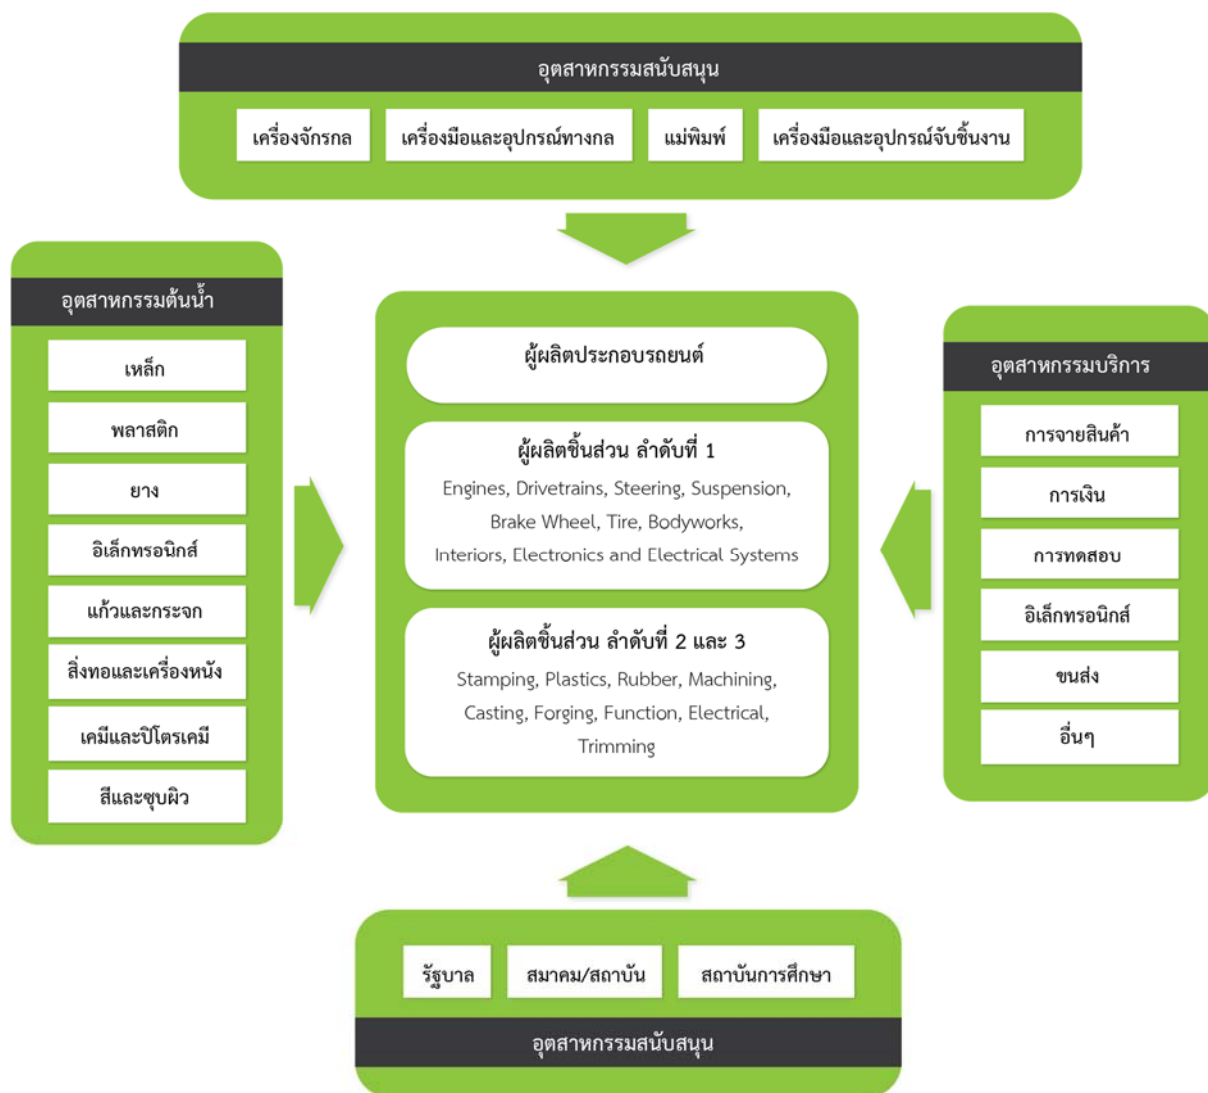 อุตสาหกรรมสนับสนุน
เครื่องจักรกล
เครื่องมือและอุปกรณ์ทางกล
แม่พิมพ์
เครื่องมือและอุปกรณ์จับชิ้นงาน
อุตสาหกรรมต้นน้ำ
เหล็ก
พลาสติก
ยาง
อิเล็กทรอนิกส์
แก้วและกระจก
สิ่งทอและเครื่องหนัง
เคมีและปิโตรเคมี
สีและชุบผิว
ผู้ผลิตประกอบรถยนต์
ผู้ผลิตชิ้นส่วน ลำดับที่ 1
Engines, Drivetrains, Steering, Suspension,
Brake Wheel, Tire, Bodyworks,
Interiors, Electronics and Electrical Systems
ผู้ผลิตชิ้นส่วน ลำดับที่ 2 และ 3
Stamping, Plastics, Rubber, Machining,
Casting, Forging, Function, Electrical,
Trimming
อุตสาหกรรมบริการ
การจายสินค้า
การเงิน
การทดสอบ
อิเล็กทรอนิกส์
ขนส่ง
อื่นๆ
รัฐบาล
สมาคม/สถาบัน
สถาบันการศึกษา
อุตสาหกรรมสนับสนุน